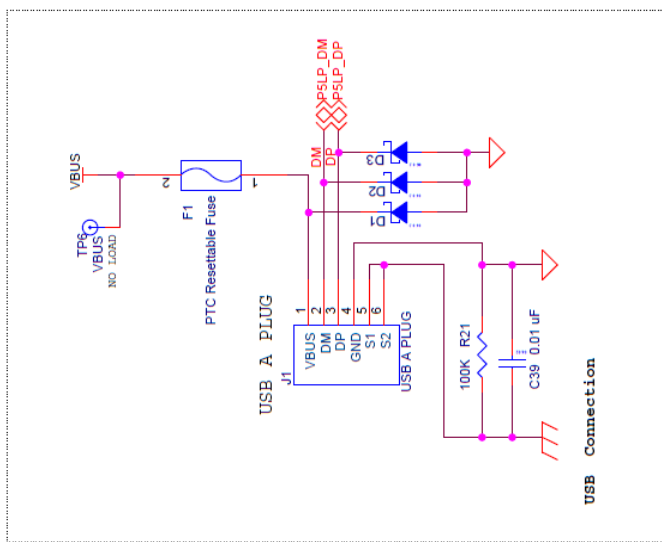 P5LP_DM
P5LP_DP
DM
DP
VBUS
TP6
VBUS
NO LOAD
2
1
F1
PTC Resettable Fuse
D3
D2
D1
USB A PLUG
1
2
3
4
5
6
J1
VBUS
DM
DP
GND
S1
S2
USB A PLUG
100K
R21
C39
0.01 uF
USB Connection